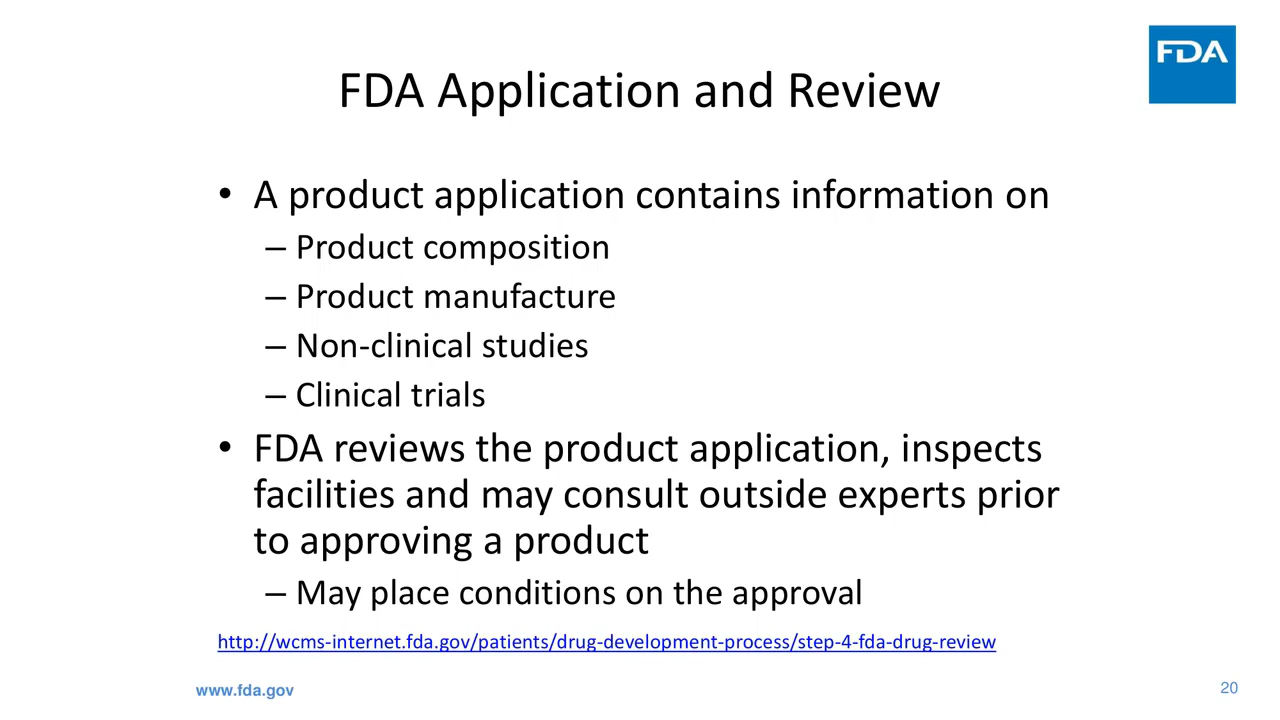 FDA
FDA Application and Review
• A product application contains information on
– Product composition
– Product manufacture
– Non-clinical studies
– Clinical trials
• FDA reviews the product application, inspects
facilities and may consult outside experts prior
to approving a product
– May place conditions on the approval
http://wcms-internet.fda.gov/patients/drug-development-process/step-4-fda-drug-review
www.fda.gov
20